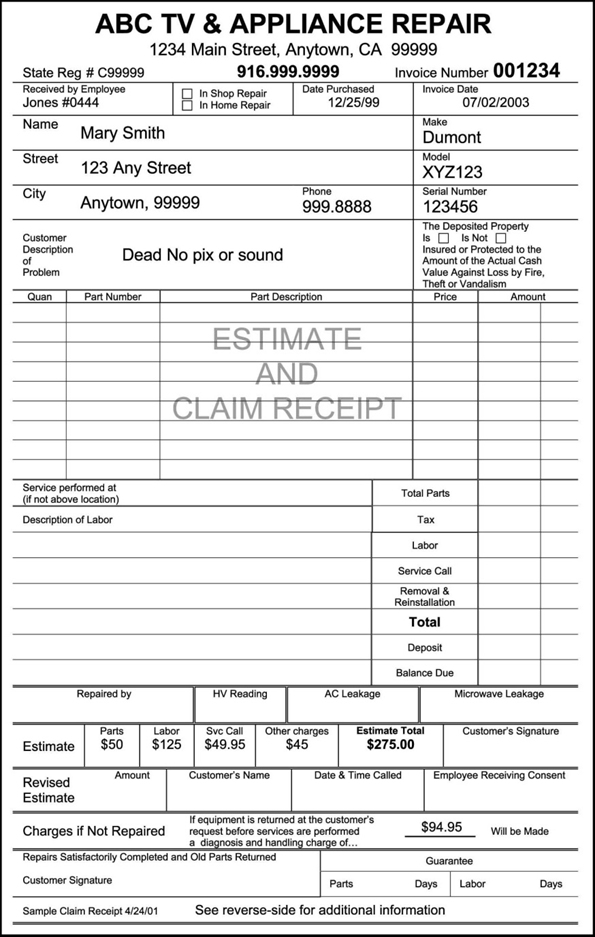 ABC TV & APPLIANCE REPAIR
1234 Main Street, Anytown, CA 99999
State Reg # C99999 916.999.9999 Invoice Number 001234
Received by Employee
Jones #0444
In Shop Repair
In Home Repair
Date Purchased
12/25/99
Invoice Date
07/02/2003
Name
Mary Smith
Make
Dumont
Street
123 Any Street
Model
XYZ123
City
Anytown, 99999
Phone
999.8888
Serial Number
123456
Customer
Description
of
Problem
Dead No pix or sound
The Deposited Property
Is Is Not
Insured or Protected to the
Amount of the Actual Cash
Value Against Loss by Fire,
Theft or Vandalism
Quan Part Number Part Description Price Amount
ESTIMATE
AND
CLAIM RECEIPT
Service performed at
(if not above location)
Total Parts
Description of Labor
Tax
Labor
Service Call
Removal &
Reinstallation
Total
Deposit
Balance Due
Repaired by HV Reading AC Leakage Microwave Leakage
Estimate
Parts
$50
Labor
$125
Svc Call
$49.95
Other charges
$45
Estimate Total
$275.00
Customer's Signature
Revised
Estimate
Amount Customer's Name Date & Time Called Employee Receiving Consent
Charges if Not Repaired
If equipment is returned at the customer's
request before services are performed
a diagnosis and handling charge of...
$94.95 Will be Made
Repairs Satisfactorily Completed and Old Parts Returned
Customer Signature
Guarantee
Parts Days Labor Days
Sample Claim Receipt 4/24/01 See reverse-side for additional information